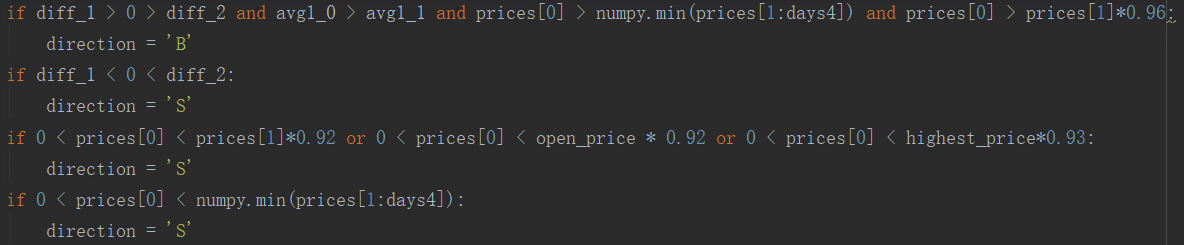 if diff_1 > 0 > diff_2 and avg1_0 > avg1_1 and prices[0] > numpy.min(prices[1:days4]) and prices[0] > prices[1]*0.96:
    direction = 'B'
if diff_1 < 0 < diff_2:
    direction = 'S'
if 0 < prices[0] < prices[1]*0.92 or 0 < prices[0] < open_price * 0.92 or 0 < prices[0] < highest_price*0.93:
    direction = 'S'
if 0 < prices[0] < numpy.min(prices[1:days4]):
    direction = 'S'